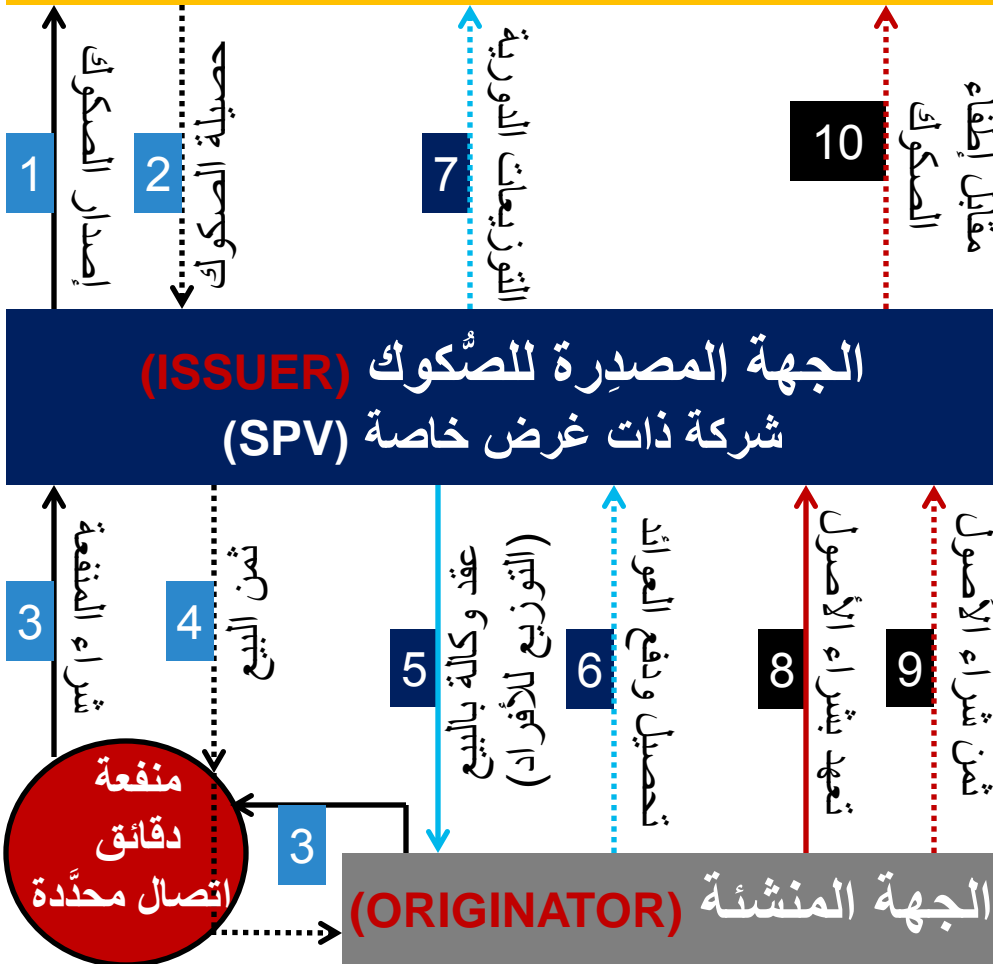 1
إصدار الصكوك
2
حصيلة الصكوك
7
التوزيعات الدورية
10
مقابل إطفاء
الصكوك
الجهة المصدِرة للصُّكوك (ISSUER)
شركة ذات غرض خاصة (SPV)
3
شراء المنفعة
4
ثمن البيع
5
عقد وكالة بالبيع
6
تحصيل ودفع العوائد
8
تعهد بشراء الأصول
9
ثمن شراء الأصول
منفعة
دقائق
اتصال محدَّدة
3
الجهة المنشئة (ORIGINATOR)